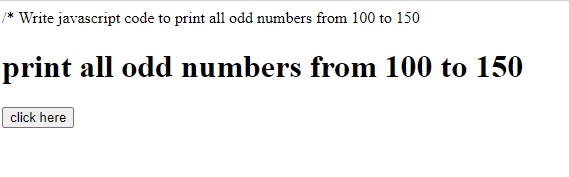 /* Write javascript code to print all odd numbers from 100 to 150
print all odd numbers from 100 to 150
click here